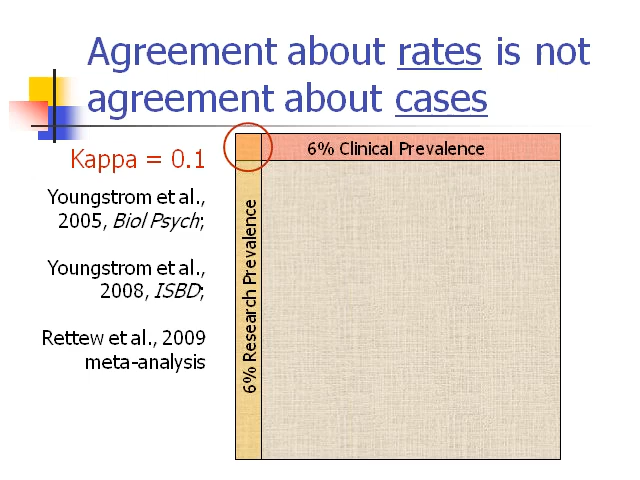 Agreement about rates is not
agreement about cases
Kappa = 0.1
Youngstrom et al.,
2005, Biol Psych;
Youngstrom et al.,
2008, ISBD;
Rettew et al., 2009
meta-analysis
6% Clinical Prevalence
6% Research Prevalence